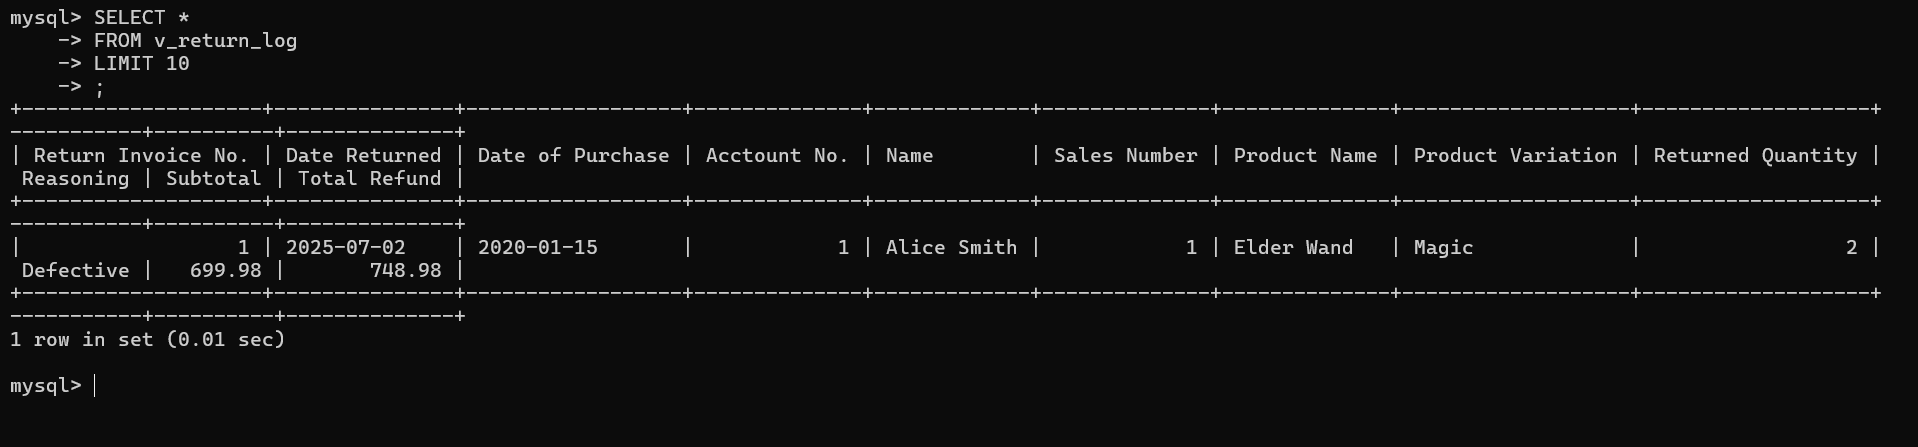 mysql> SELECT *
    -> FROM v_return_log
    -> LIMIT 10
    -> ;
+--------------------+---------------+------------------+--------------+-------------+--------------+--------------+-------------------+-------------------+
-----------+----------+--------------+
| Return Invoice No. | Date Returned | Date of Purchase | Acctount No. | Name        | Sales Number | Product Name | Product Variation | Returned Quantity |
 Reasoning | Subtotal | Total Refund |
+--------------------+---------------+------------------+--------------+-------------+--------------+--------------+-------------------+-------------------+
-----------+----------+--------------+
|                  1 | 2025-07-02    | 2020-01-15       |            1 | Alice Smith |            1 | Elder Wand   | Magic             |                 2 |
 Defective |   699.98 |       748.98 |
+--------------------+---------------+------------------+--------------+-------------+--------------+--------------+-------------------+-------------------+
-----------+----------+--------------+
1 row in set (0.01 sec)
mysql>